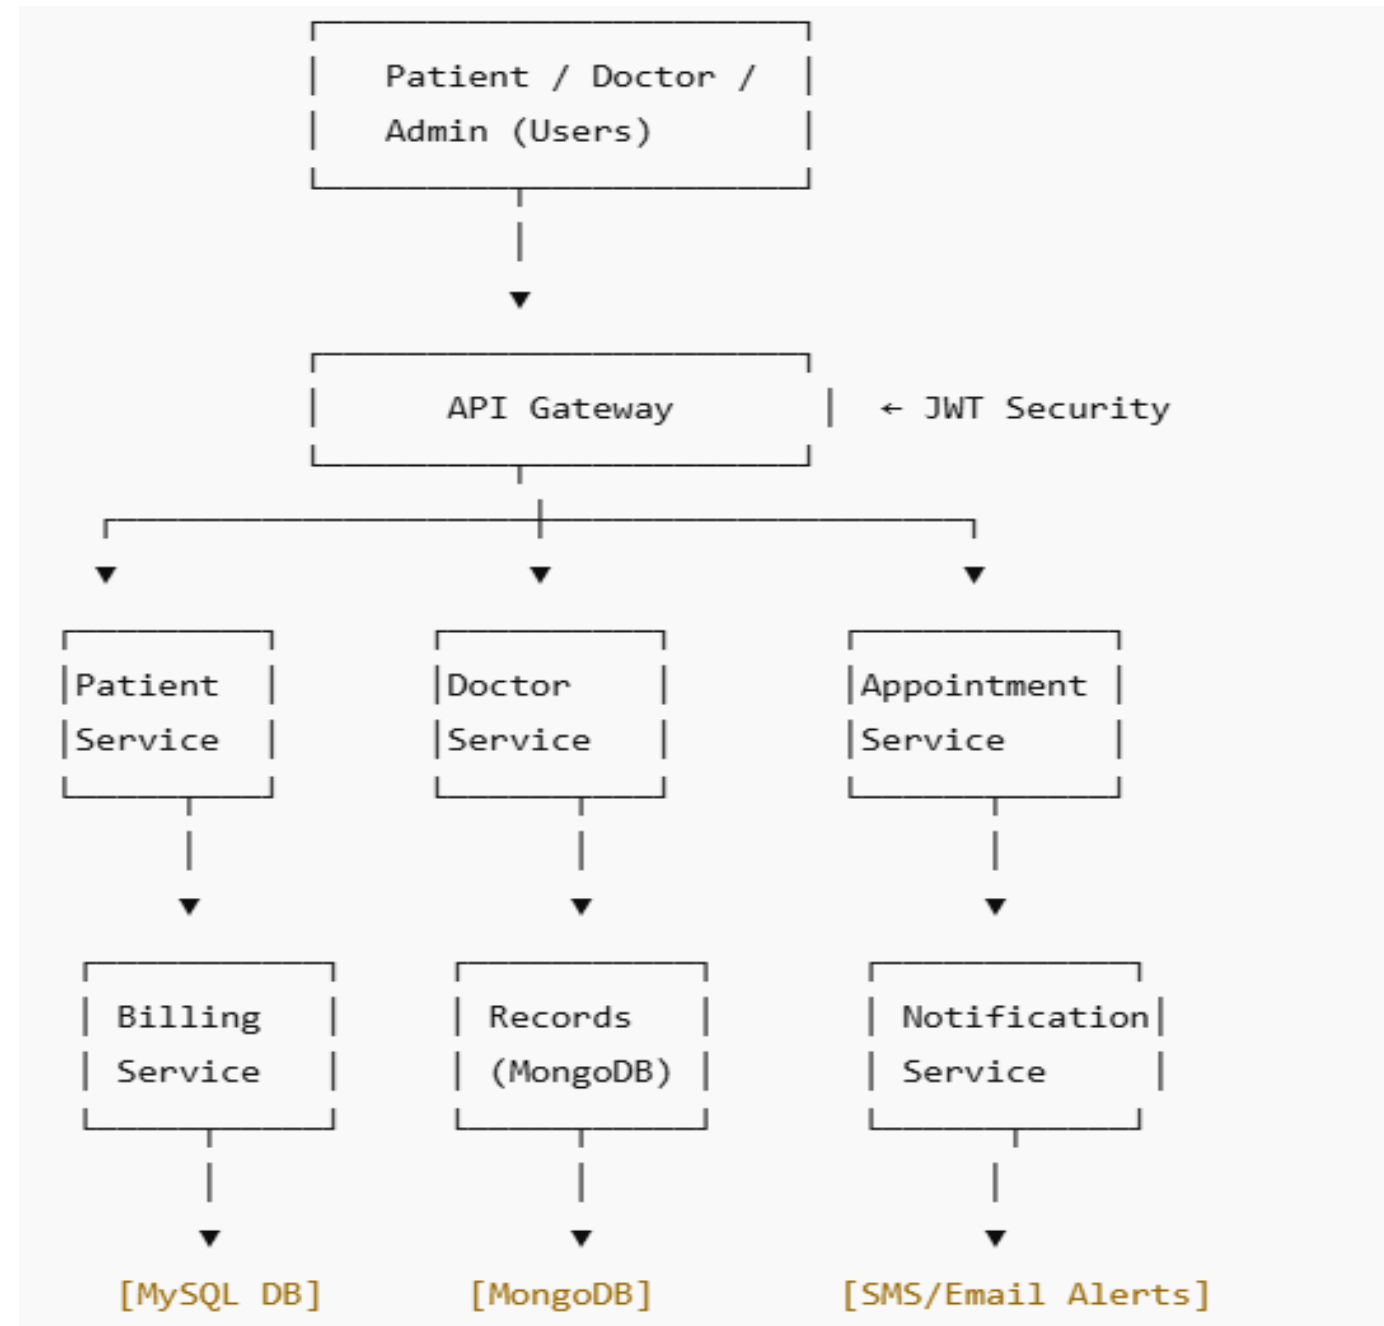 Patient / Doctor /
Admin (Users)
API Gateway
← JWT Security
Patient
Service
Doctor
Service
Appointment
Service
Billing
Service
Records
(MongoDB)
Notification
Service
[MySQL DB]
[MongoDB]
[SMS/Email Alerts]